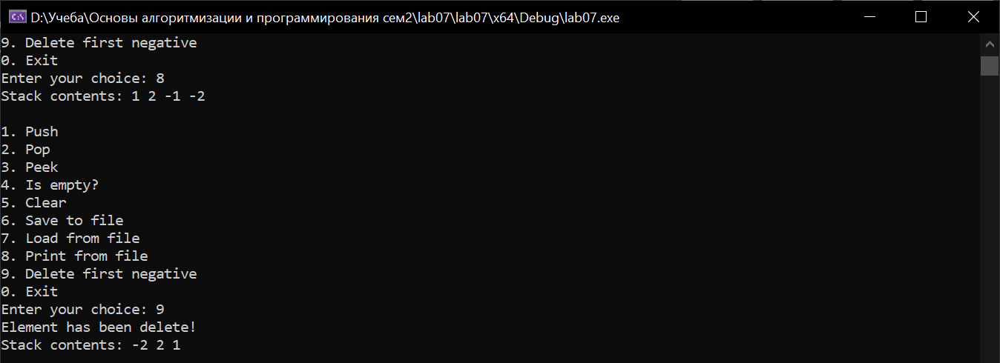 D:\Учеба\Основы алгоритмизации и программирования сем2\lab07\lab07\x64\Debug\lab07.exe
9. Delete first negative
0. Exit
Enter your choice: 8
Stack contents: 1 2 -1 -2
1. Push
2. Pop
3. Peek
4. Is empty?
5. Clear
6. Save to file
7. Load from file
8. Print from file
9. Delete first negative
0. Exit
Enter your choice: 9
Element has been delete!
Stack contents: -2 2 1